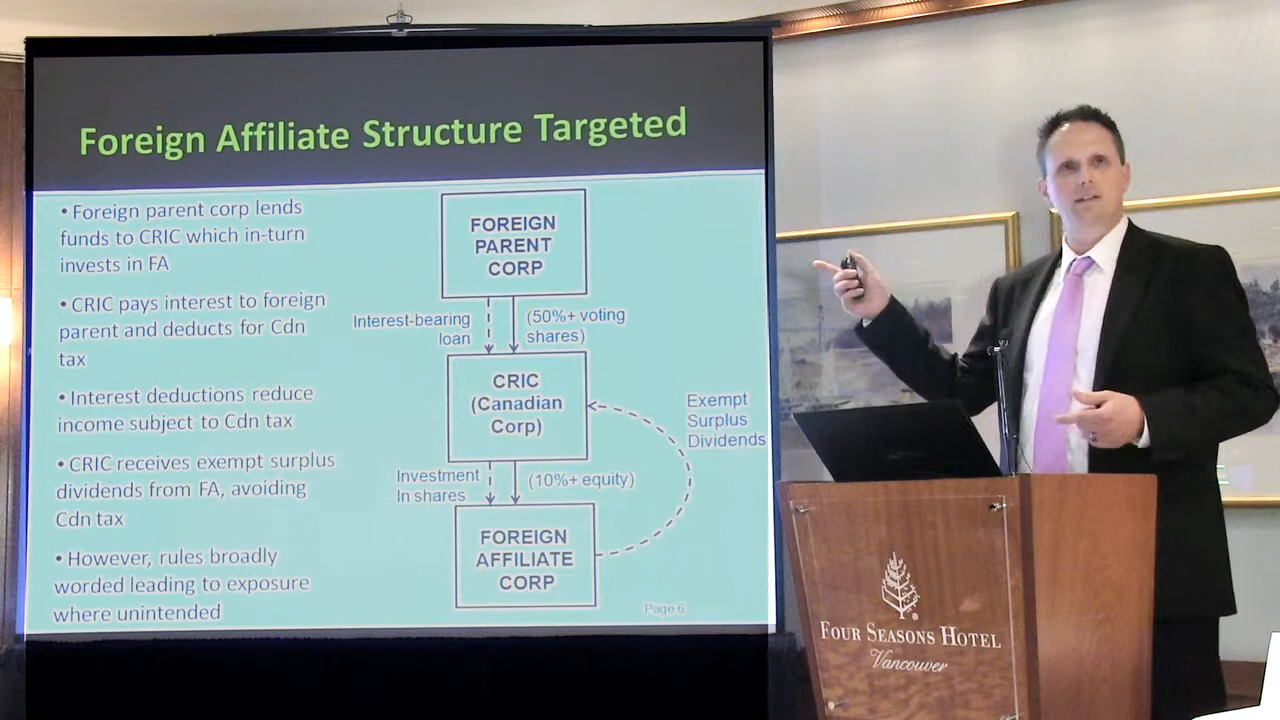 Foreign Affiliate Structure Targeted
• Foreign parent corp lends
funds to CRIC which in-turn
invests in FA
• CRIC pays interest to foreign
parent and deducts for Cdn
tax
• Interest deductions reduce
income subject to Cdn tax
• CRIC receives exempt surplus
dividends from FA, avoiding
Cdn tax
• However, rules broadly
worded leading to exposure
where unintended
FOREIGN
PARENT
CORP
Interest-bearing
loan
(50%+ voting
shares)
CRIC
(Canadian
Corp)
Exempt
Surplus
Dividends
Investment
In shares
(10%+ equity)
FOREIGN
AFFILIATE
CORP
Page 6
®
FOUR SEASONS HOTEL
Vancouver